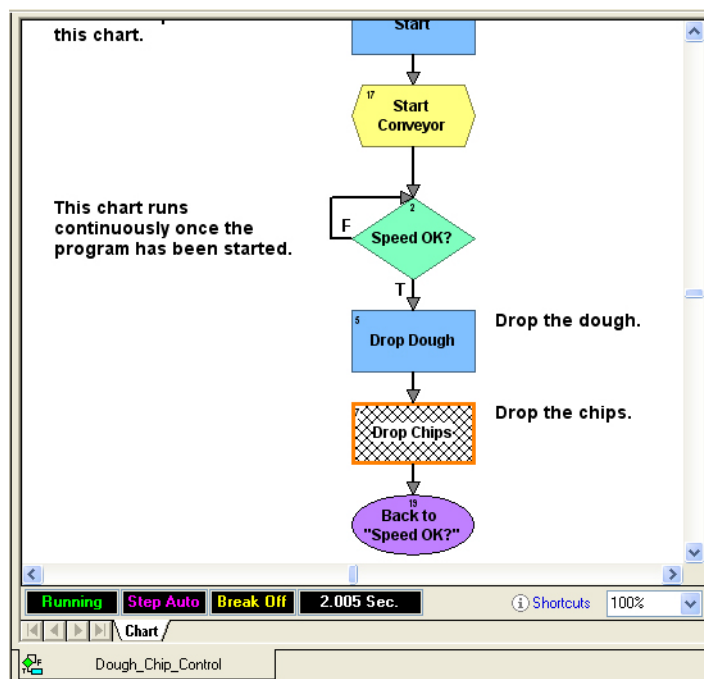 this chart.
Start
17
Start
Conveyor
This chart runs
continuously once the
program has been started.
2
F
Speed OK?
T
5
Drop Dough
Drop the dough.
7
Drop Chips
Drop the chips.
19
Back to
"Speed OK?"
Running
Step Auto
Break Off
2.005 Sec.
i
Shortcuts
100%
Chart
T F
Dough_Chip_Control